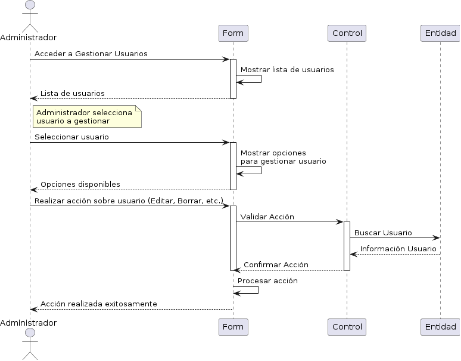 Administrador
Form
Control
Entidad
Acceder a Gestionar Usuarios
Mostrar lista de usuarios
Lista de usuarios
Administrador selecciona
usuario a gestionar
Seleccionar usuario
Mostrar opciones
para gestionar usuario
Opciones disponibles
Realizar acción sobre usuario (Editar, Borrar, etc.)
Validar Acción
Buscar Usuario
Información Usuario
Confirmar Acción
Procesar acción
Acción realizada exitosamente
Administrador
Form
Control
Entidad